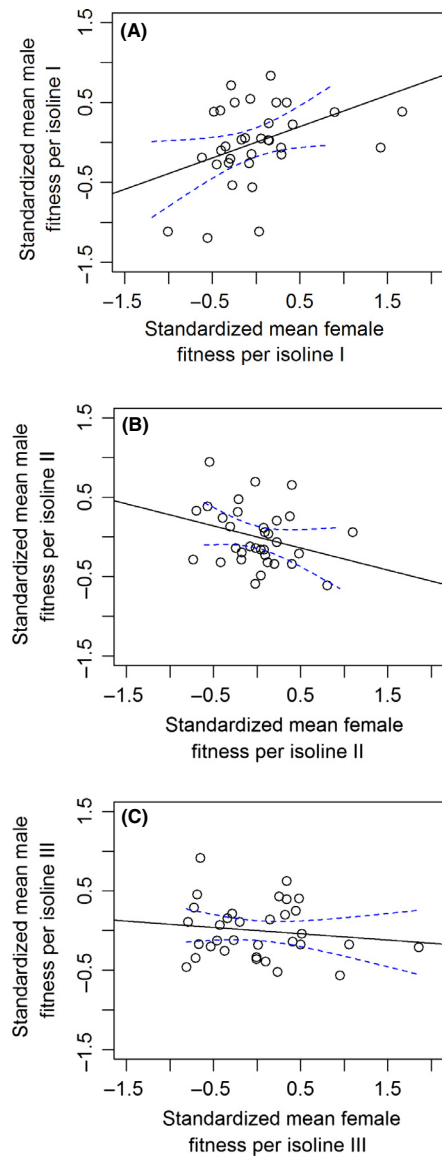 (A)
Standardized mean male
fitness per isoline I
1.5
0.5
−0.5
−1.5
−1.5 −0.5 0.5 1.5
Standardized mean female
fitness per isoline I
(B)
Standardized mean male
fitness per isoline II
1.5
0.5
−0.5
−1.5
−1.5 −0.5 0.5 1.5
Standardized mean female
fitness per isoline II
(C)
Standardized mean male
fitness per isoline III
1.5
0.5
−0.5
−1.5
−1.5 −0.5 0.5 1.5
Standardized mean female
fitness per isoline III